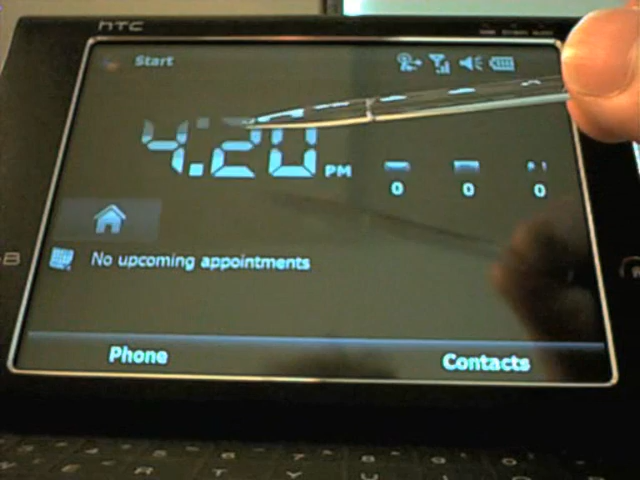 hTC
Start
4:20 PM
0 0 0
No upcoming appointments
Phone Contacts
E R T Y